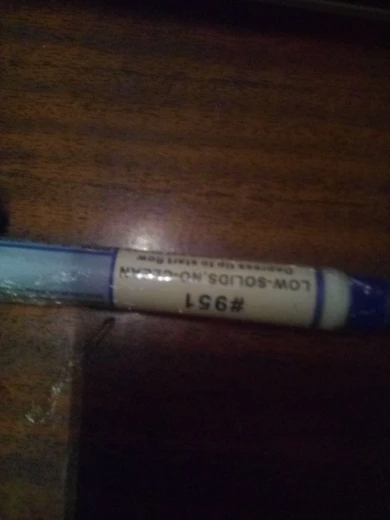 #951
LOW-SOLIDS, NO-CLEAN
Depress tip to start flow